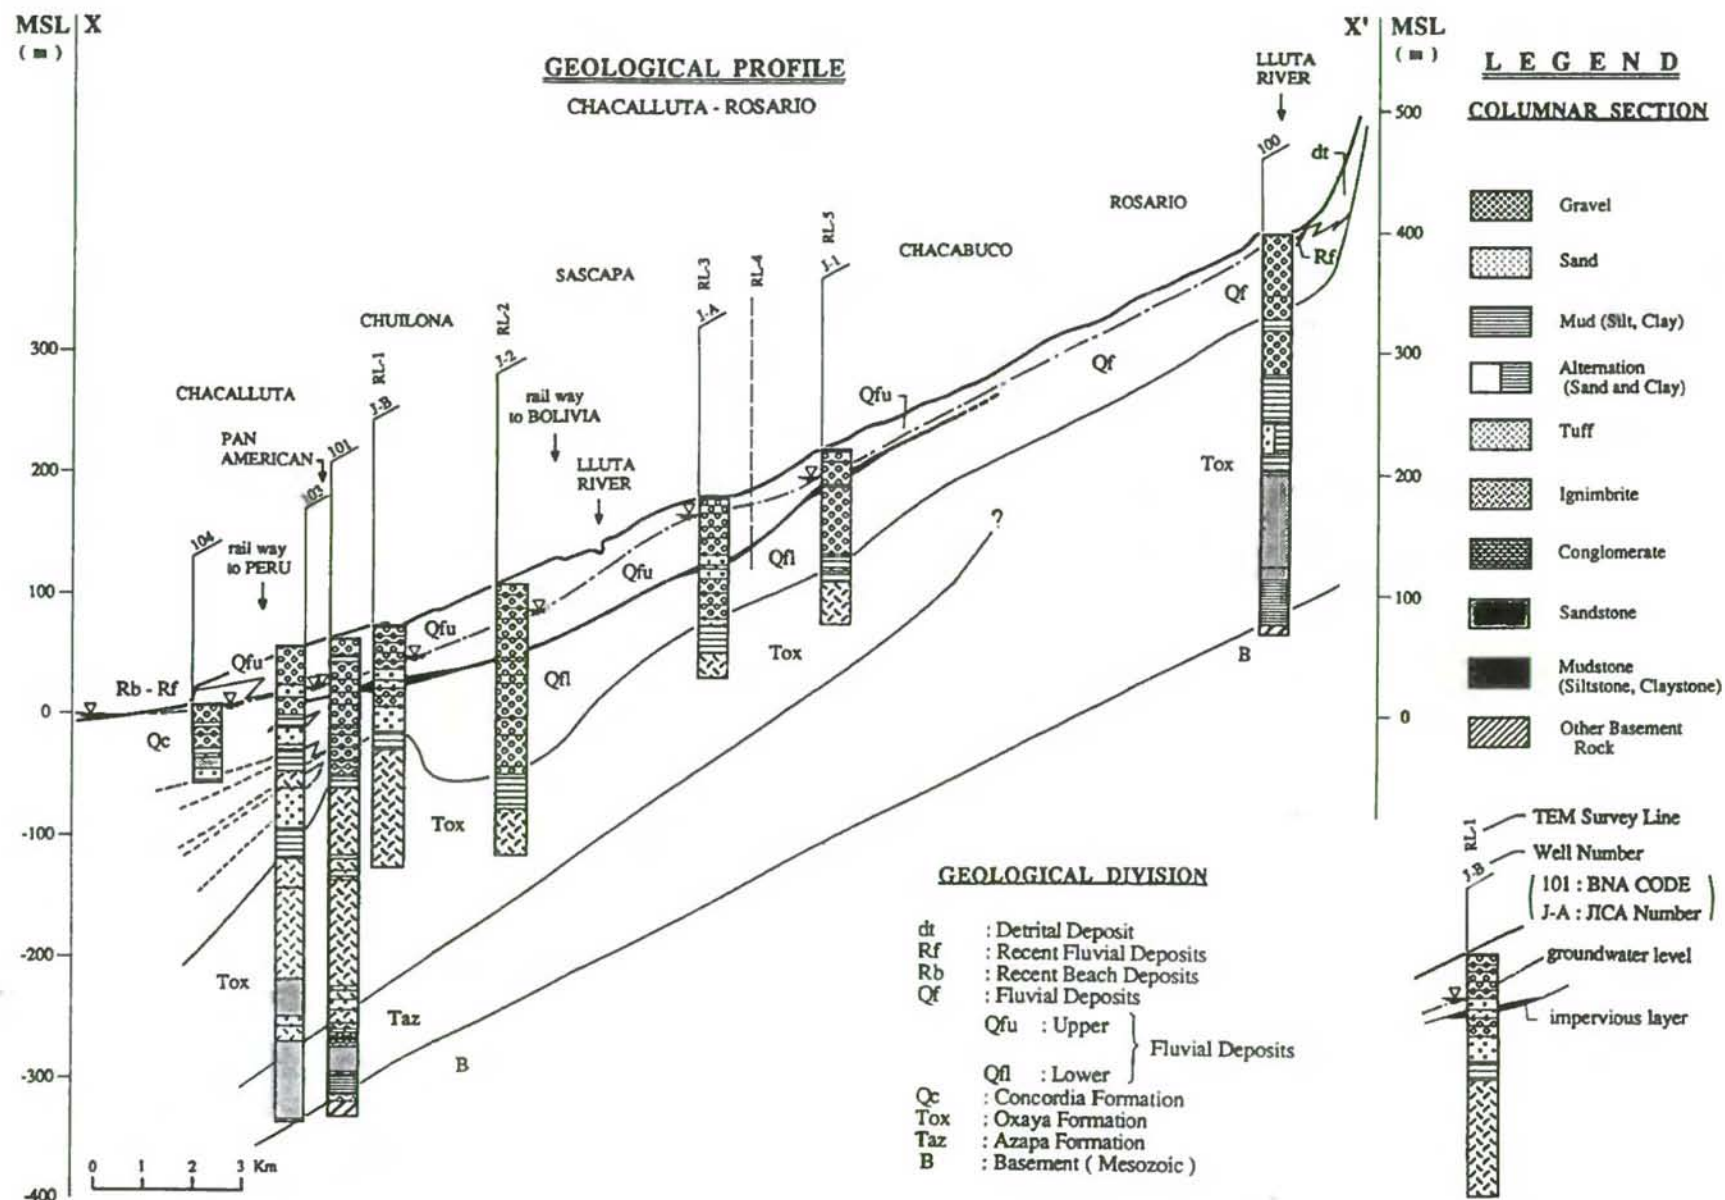 MSL X
( m )
GEOLOGICAL PROFILE
CHACALLUTA - ROSARIO
X' MSL
( m )
LLUTA
RIVER
100
dt
500
400
300
200
100
0
ROSARIO
CHACABUCO
RL-5
J-1
RL-4
RL-3
J-A
SASCAPA
RL-2
J-2
CHUILONA
RL-1
J-B
rail way
to BOLIVIA
LLUTA
RIVER
CHACALLUTA
PAN
AMERICAN
101
103
104
rail way
to PERU
300
200
100
0
-100
-200
-300
-400
Rb - Rf
Qfu
Qfu
Qfu
Qfu
Qc
Qfl
Qfl
Qf
Qf
Rf
Tox
Tox
Tox
Tox
Taz
B
B
?
0 1 2 3 Km
GEOLOGICAL DIVISION
dt : Detrital Deposit
Rf : Recent Fluvial Deposits
Rb : Recent Beach Deposits
Qf : Fluvial Deposits
Qfu : Upper
Fluvial Deposits
Qfl : Lower
Qc : Concordia Formation
Tox : Oxaya Formation
Taz : Azapa Formation
B : Basement ( Mesozoic )
LEGEND
COLUMNAR SECTION
Gravel
Sand
Mud (Silt, Clay)
Alternation
(Sand and Clay)
Tuff
Ignimbrite
Conglomerate
Sandstone
Mudstone
(Siltstone, Claystone)
Other Basement
Rock
RL-1
TEM Survey Line
J-B
Well Number
( 101 : BNA CODE
J-A : JICA Number )
groundwater level
impervious layer